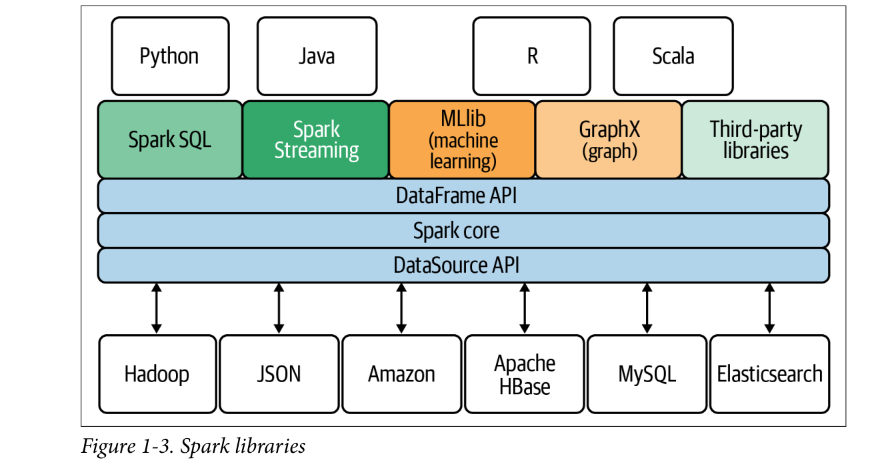 Python
Java
R
Scala
Spark SQL
Spark
Streaming
MLlib
(machine
learning)
GraphX
(graph)
Third-party
libraries
DataFrame API
Spark core
DataSource API
Hadoop
JSON
Amazon
Apache
HBase
MySQL
Elasticsearch
Figure 1-3. Spark libraries